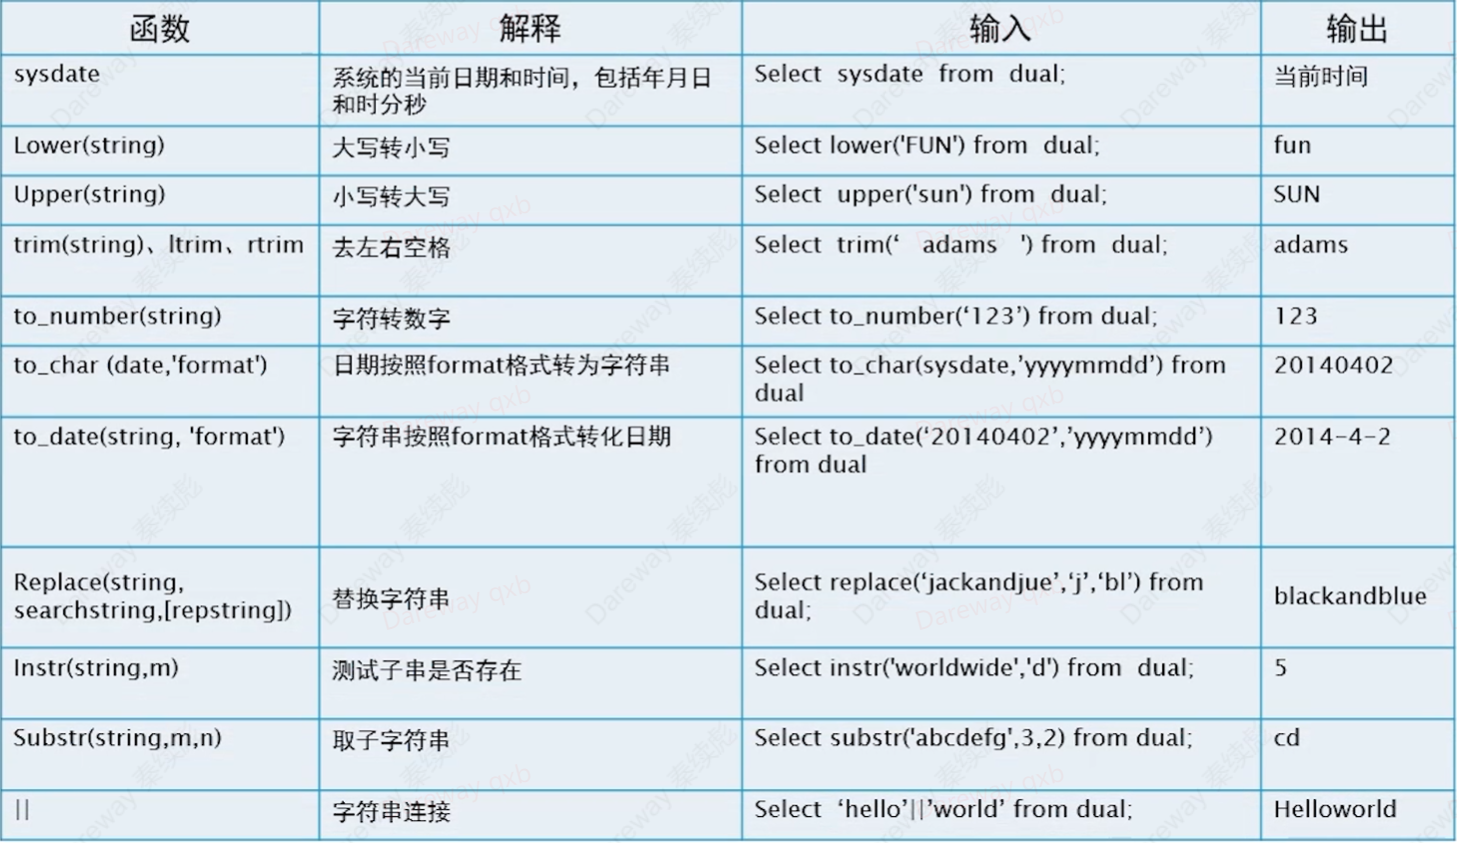 函数 解释 输入 输出
sysdate 系统的当前日期和时间，包括年月日 Select sysdate from dual; 当前时间
和时分秒
Lower(string) 大写转小写 Select lower('FUN') from dual; fun
Upper(string) 小写转大写 Select upper('sun') from dual; SUN
trim(string)、ltrim、rtrim 去左右空格 Select trim(‘ adams ') from dual; adams
to_number(string) 字符转数字 Select to_number(‘123’) from dual; 123
to_char (date,'format') 日期按照format格式转为字符串 Select to_char(sysdate,’yyyymmdd’) from 20140402
dual
to_date(string, 'format') 字符串按照format格式转化日期 Select to_date(‘20140402’,’yyyymmdd’) 2014-4-2
from dual
Replace(string, 替换字符串 Select replace(‘jackandjue’,‘j’,‘bl’) from blackandblue
searchstring,[repstring]) dual;
Instr(string,m) 测试子串是否存在 Select instr('worldwide','d') from dual; 5
Substr(string,m,n) 取子字符串 Select substr('abcdefg',3,2) from dual; cd
|| 字符串连接 Select ‘hello’||’world’ from dual; Helloworld
Dareway 秦续彪
Dareway qxb